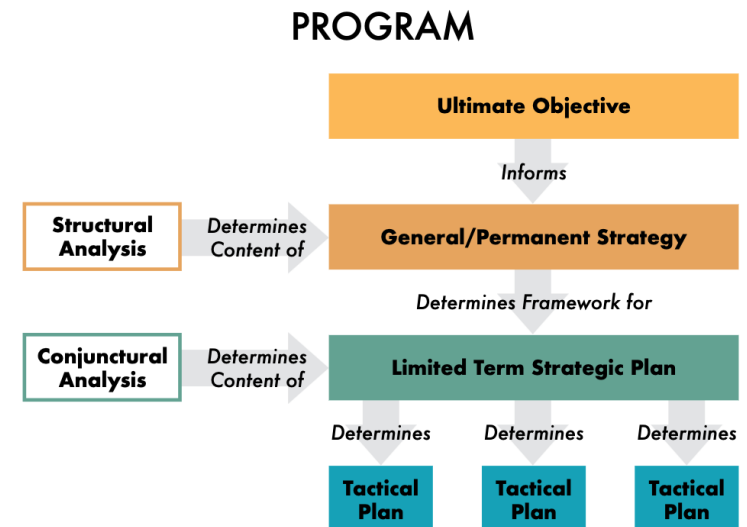 PROGRAM
Ultimate Objective
Informs
Structural
Analysis
Determines
Content of
General/Permanent Strategy
Determines Framework for
Conjunctural
Analysis
Determines
Content of
Limited Term Strategic Plan
Determines
Determines
Determines
Tactical
Plan
Tactical
Plan
Tactical
Plan